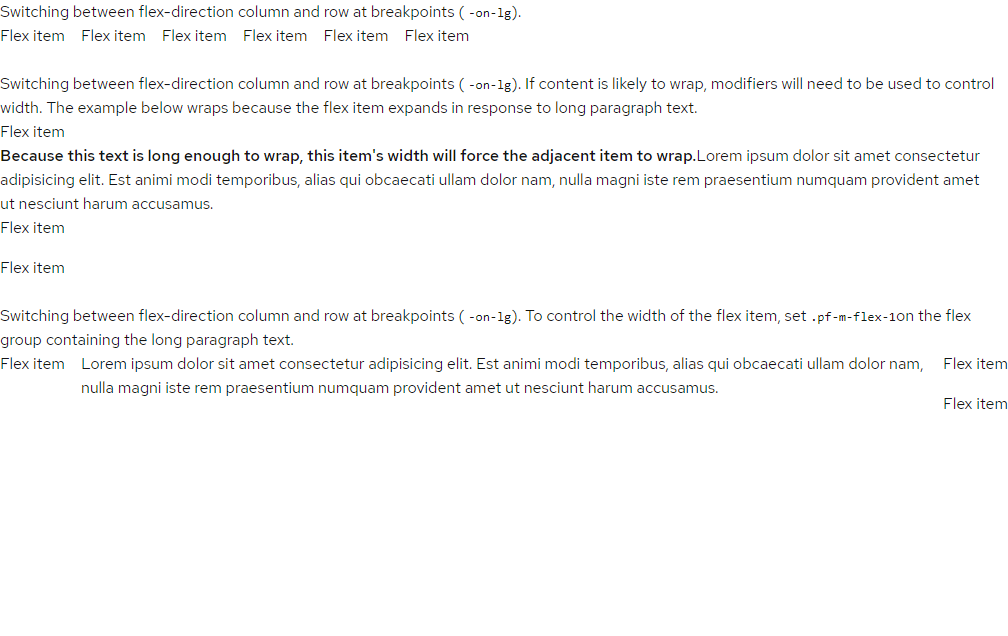 Switching between flex-direction column and row at breakpoints ( -on-lg).
Flex item Flex item Flex item Flex item Flex item Flex item
Switching between flex-direction column and row at breakpoints ( -on-lg). If content is likely to wrap, modifiers will need to be used to control
width. The example below wraps because the flex item expands in response to long paragraph text.
Flex item
Because this text is long enough to wrap, this item's width will force the adjacent item to wrap.Lorem ipsum dolor sit amet consectetur
adipisicing elit. Est animi modi temporibus, alias qui obcaecati ullam dolor nam, nulla magni iste rem praesentium numquam provident amet
ut nesciunt harum accusamus.
Flex item
Flex item
Switching between flex-direction column and row at breakpoints ( -on-lg). To control the width of the flex item, set .pf-m-flex-1on the flex
group containing the long paragraph text.
Flex item Lorem ipsum dolor sit amet consectetur adipisicing elit. Est animi modi temporibus, alias qui obcaecati ullam dolor nam, Flex item
nulla magni iste rem praesentium numquam provident amet ut nesciunt harum accusamus.
Flex item